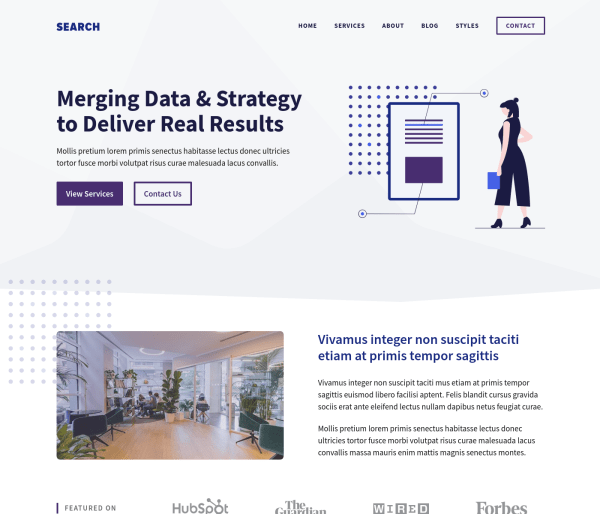 SEARCH
HOME SERVICES ABOUT BLOG STYLES CONTACT
Merging Data & Strategy
to Deliver Real Results
Mollis pretium lorem primis senectus habitasse lectus donec ultricies
tortor fusce morbi volutpat risus curae malesuada lacus convallis.
View Services Contact Us
Vivamus integer non suscipit taciti
etiam at primis tempor sagittis
Vivamus integer non suscipit taciti mus etiam at primis tempor
sagittis euismod libero facilisi aptent. Felis blandit cursus gravida
sociis erat ante eleifend lectus nullam dapibus netus feugiat curae.
Mollis pretium lorem primis senectus habitasse lectus donec
ultricies tortor fusce morbi volutpat risus curae malesuada lacus
convallis massa mauris enim mattis magnis senectus montes.
FEATURED ON HubSpot The Guardian WIRED Forbes